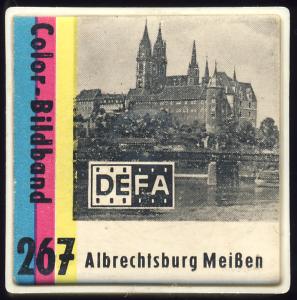 Color-Bildband
DEFA
267
Albrechtsburg Meißen